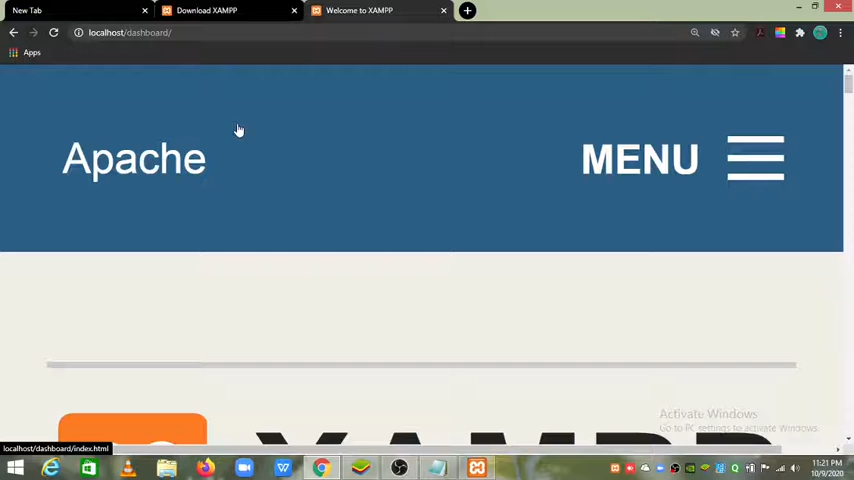 New Tab
Download XAMPP
Welcome to XAMPP
localhost/dashboard/
Apps
Apache
MENU
XAMPP
Activate Windows
Go to PC settings to activate Windows.
localhost/dashboard/index.html
11:21 PM
10/9/2020